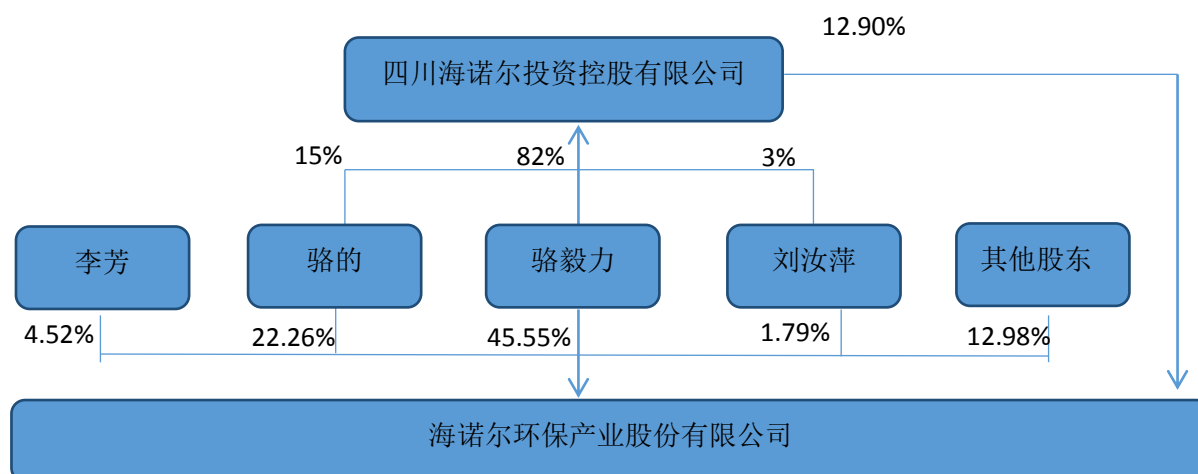 12.90%
四川海诺尔投资控股有限公司
15%
82%
3%
李芳
骆的
骆毅力
刘汝萍
其他股东
4.52%
22.26%
45.55%
1.79%
12.98%
海诺尔环保产业股份有限公司